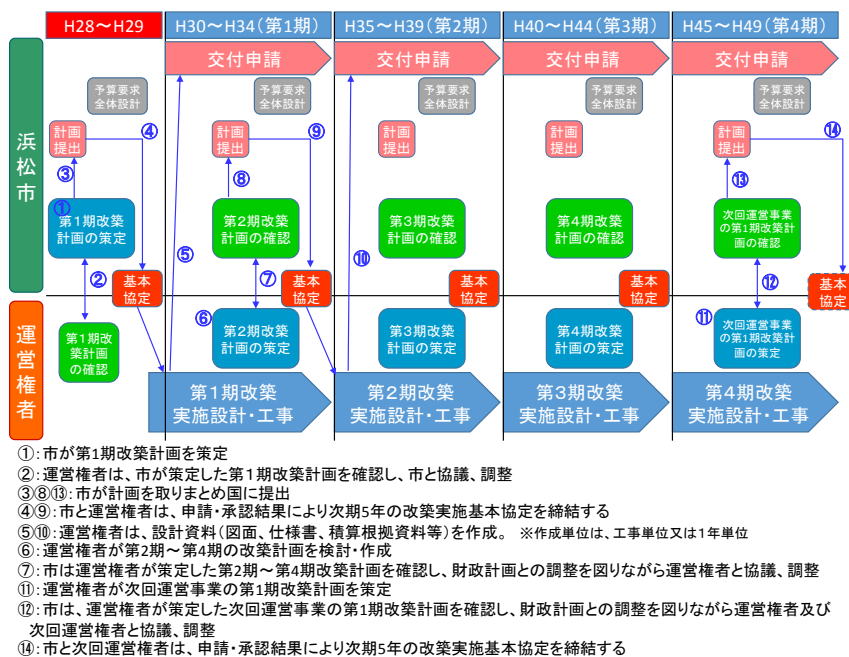 H28～H29
H30～H34(第1期)
H35～H39(第2期)
H40～H44(第3期)
H45～H49(第4期)
浜松市
交付申請
交付申請
交付申請
交付申請
予算要求
全体設計
予算要求
全体設計
予算要求
全体設計
予算要求
全体設計
予算要求
全体設計
計画
提出
④
計画
提出
⑨
計画
提出
計画
提出
計画
提出
⑭
③
⑧
⑬
①
第1期改築
計画の策定
第2期改築
計画の確認
第3期改築
計画の確認
第4期改築
計画の確認
次回運営事業
の第1期改築計
画の確認
②
⑤
⑦
⑩
⑫
基本
協定
基本
協定
基本
協定
基本
協定
基本
協定
運営権者
第1期改
築計画
の確認
⑥
第2期改築
計画の策定
第3期改築
計画の策定
第4期改築
計画の策定
⑪
次回運営事業
の第1期改築計
画の策定
第1期改築
実施設計・工事
第2期改築
実施設計・工事
第3期改築
実施設計・工事
第4期改築
実施設計・工事
①：市が第1期改築計画を策定
②：運営権者は、市が策定した第1期改築計画を確認し、市と協議、調整
③⑧⑬：市が計画を取りまとめ国に提出
④⑨：市と運営権者は、申請・承認結果により次期5年の改築実施基本協定を締結する
⑤⑩：運営権者は、設計資料(図面、仕様書、積算根拠資料等)を作成。 ※作成単位は、工事単位又は1年単位
⑥：運営権者が第2期～第4期の改築計画を検討・作成
⑦：市は運営権者が策定した第2期～第4期改築計画を確認し、財政計画との調整を図りながら運営権者と協議、調整
⑪：運営権者が次回運営事業の第1期改築計画を策定
⑫：市は、運営権者が策定した次回運営事業の第1期改築計画を確認し、財政計画との調整を図りながら運営権者及び
次回運営権者と協議、調整
⑭：市と次回運営権者は、申請・承認結果により次期5年の改築実施基本協定を締結する